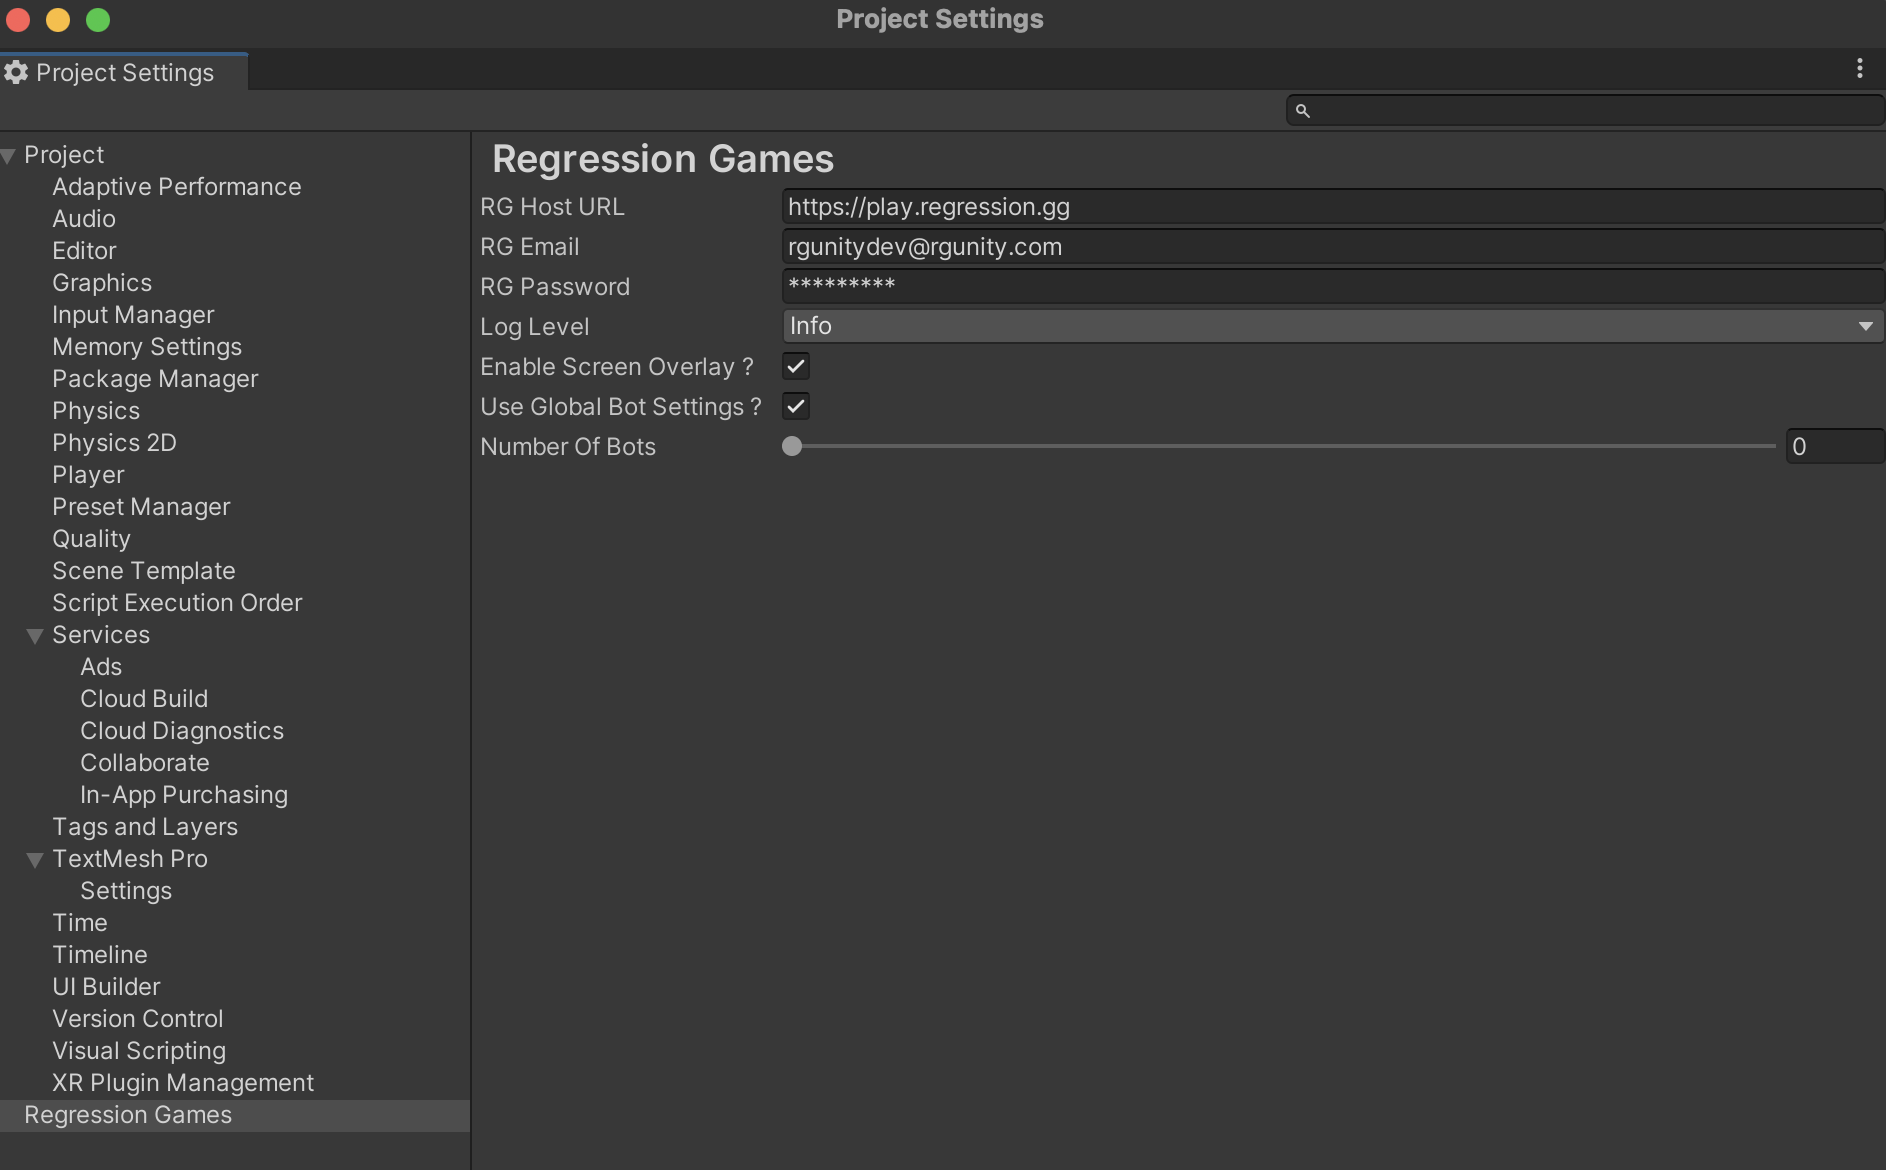 Project Settings
Project Settings
Project
Adaptive Performance
Audio
Editor
Graphics
Input Manager
Memory Settings
Package Manager
Physics
Physics 2D
Player
Preset Manager
Quality
Scene Template
Script Execution Order
Services
Ads
Cloud Build
Cloud Diagnostics
Collaborate
In-App Purchasing
Tags and Layers
TextMesh Pro
Settings
Time
Timeline
UI Builder
Version Control
Visual Scripting
XR Plugin Management
Regression Games
Regression Games
RG Host URL https://play.regression.gg
RG Email rgunitydev@rgunity.com
RG Password *********
Log Level Info
Enable Screen Overlay ?
Use Global Bot Settings ?
Number Of Bots 0